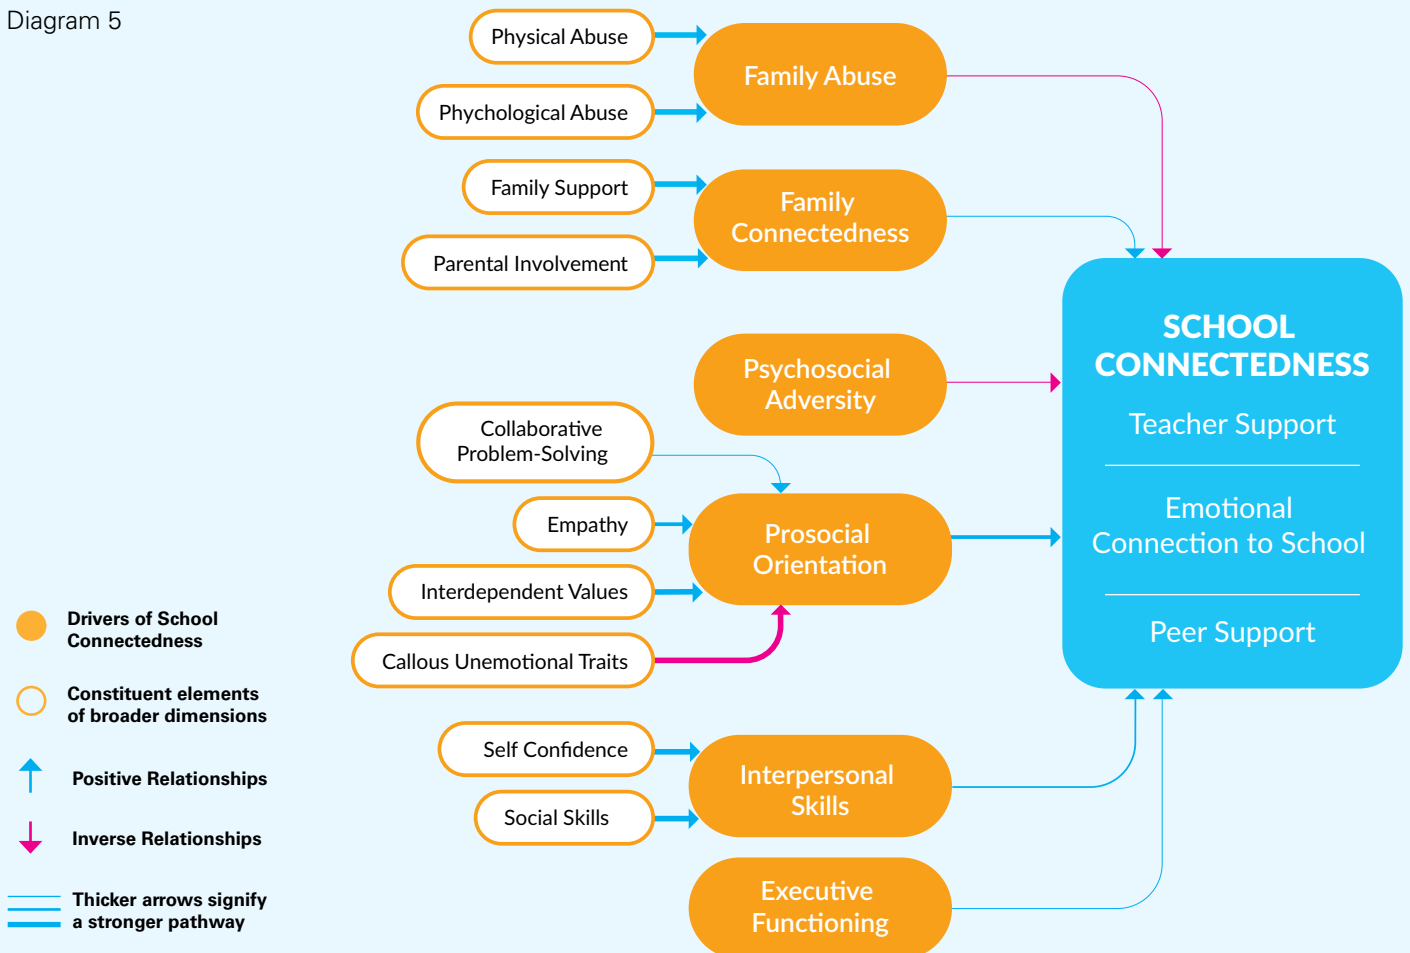 Diagram 5
Physical Abuse
Phychological Abuse
Family Abuse
Family Support
Parental Involvement
Family
Connectedness
Psychosocial
Adversity
Collaborative
Problem-Solving
Empathy
Interdependent Values
Callous Unemotional Traits
Prosocial
Orientation
Self Confidence
Social Skills
Interpersonal
Skills
Executive
Functioning
SCHOOL
CONNECTEDNESS
Teacher Support
Emotional
Connection to School
Peer Support
Drivers of School
Connectedness
Constituent elements
of broader dimensions
Positive Relationships
Inverse Relationships
Thicker arrows signify
a stronger pathway